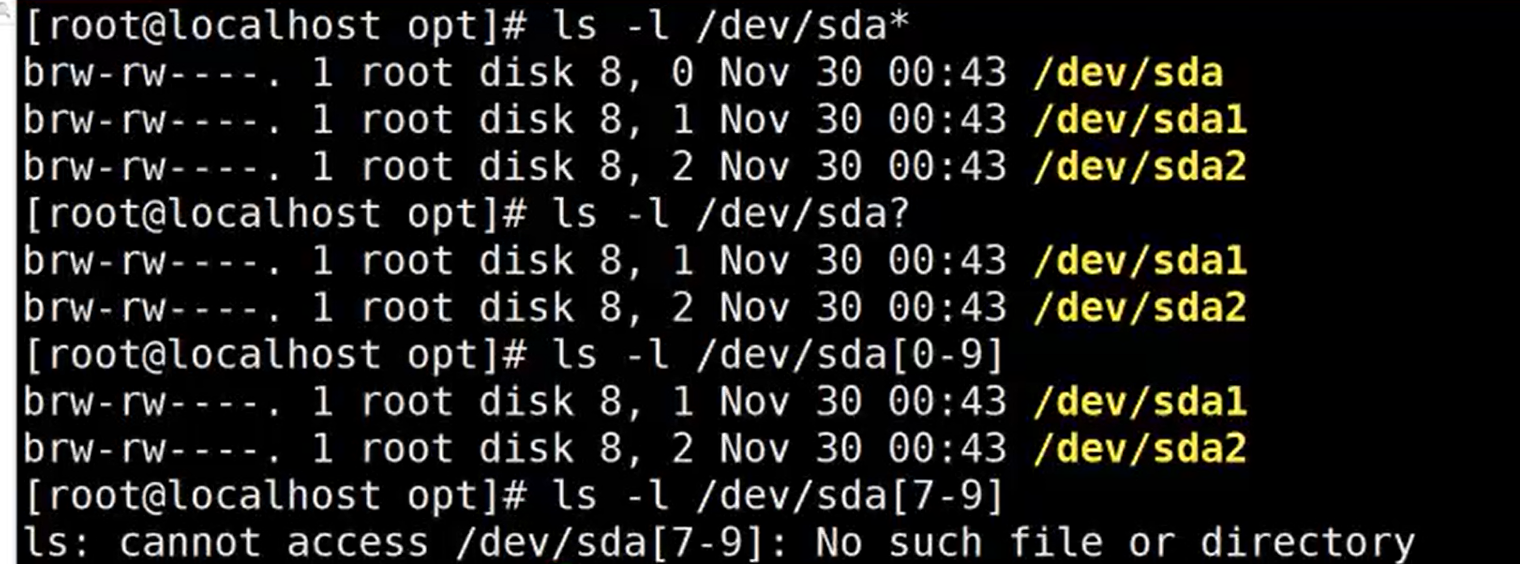 [root@localhost opt]# ls -l /dev/sda*
brw-rw----. 1 root disk 8, 0 Nov 30 00:43 /dev/sda
brw-rw----. 1 root disk 8, 1 Nov 30 00:43 /dev/sda1
brw-rw----. 1 root disk 8, 2 Nov 30 00:43 /dev/sda2
[root@localhost opt]# ls -l /dev/sda?
brw-rw----. 1 root disk 8, 1 Nov 30 00:43 /dev/sda1
brw-rw----. 1 root disk 8, 2 Nov 30 00:43 /dev/sda2
[root@localhost opt]# ls -l /dev/sda[0-9]
brw-rw----. 1 root disk 8, 1 Nov 30 00:43 /dev/sda1
brw-rw----. 1 root disk 8, 2 Nov 30 00:43 /dev/sda2
[root@localhost opt]# ls -l /dev/sda[7-9]
ls: cannot access /dev/sda[7-9]: No such file or directory